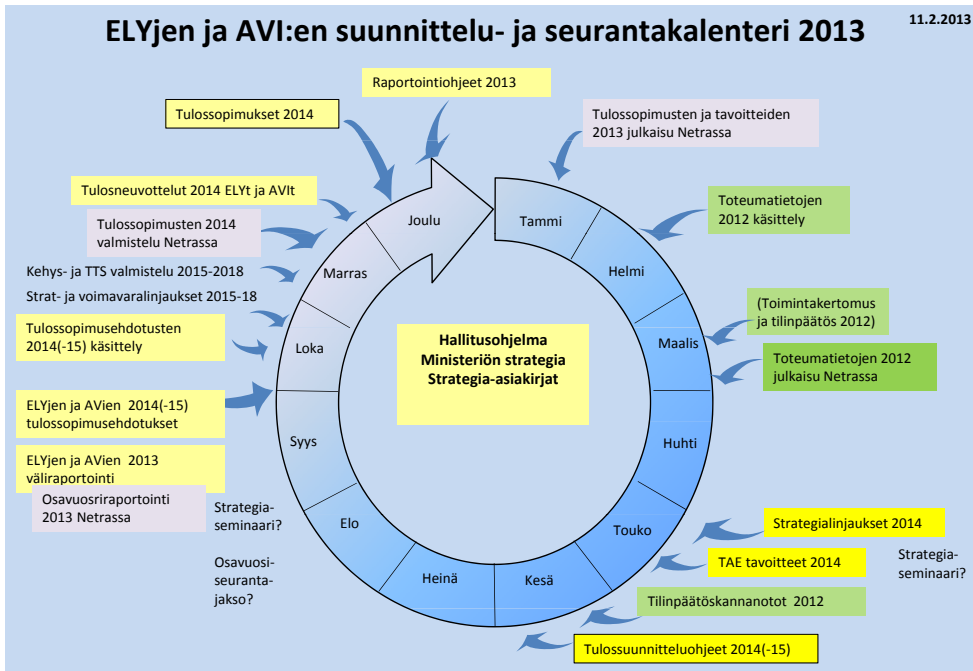 ELYjen ja AVI:en suunnittelu- ja seurantakalenteri 2013
11.2.2013
Raportointiohjeet 2013
Tulossopimukset 2014
Tulossopimusten ja tavoitteiden
2013 julkaisu Netrassa
Tulosneuvottelut 2014 ELYt ja AVIt
Tulossopimusten 2014
valmistelu Netrassa
Kehys- ja TTS valmistelu 2015-2018
Strat- ja voimavaralinjaukset 2015-18
Tulossopimusehdotusten
2014(-15) käsittely
ELYjen ja AVien 2014(-15)
tulossopimusehdotukset
ELYjen ja AVien 2013
väliraportointi
Osavuosriraportointi
2013 Netrassa
Strategia-
seminaari?
Osavuosi-
seuranta-
jakso?
Tammi
Helmi
Maalis
Huhti
Touko
Kesä
Heinä
Elo
Syys
Loka
Marras
Joulu
Hallitusohjelma
Ministeriön strategia
Strategia-asiakirjat
Toteumatietojen
2012 käsittely
(Toimintakertomus
ja tilinpäätös 2012)
Toteumatietojen 2012
julkaisu Netrassa
Strategialinjaukset 2014
TAE tavoitteet 2014
Strategia-
seminaari?
Tilinpäätöskannanotot 2012
Tulossuunnitteluohjeet 2014(-15)